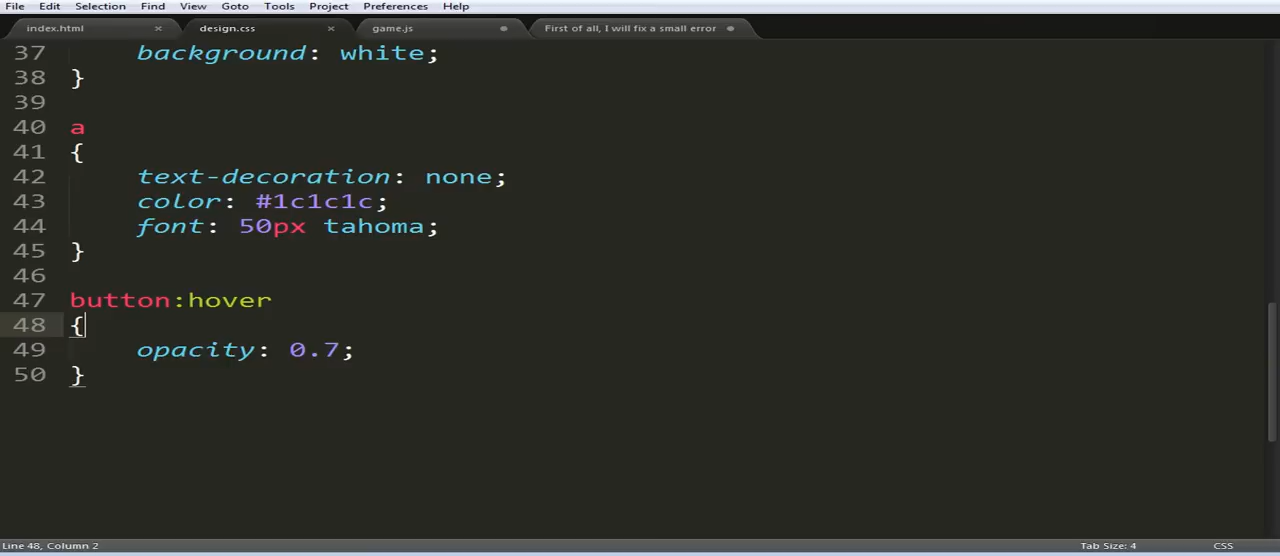 File Edit Selection Find View Goto Tools Project Preferences Help
index.html × design.css × game.js First of all, I will fix a small error
37 background: white;
38 }
39
40 a
41 {
42 text-decoration: none;
43 color: #1c1c1c;
44 font: 50px tahoma;
45 }
46
47 button:hover
48 {
49 opacity: 0.7;
50 }
Line 48, Column 2 Tab Size: 4 CSS